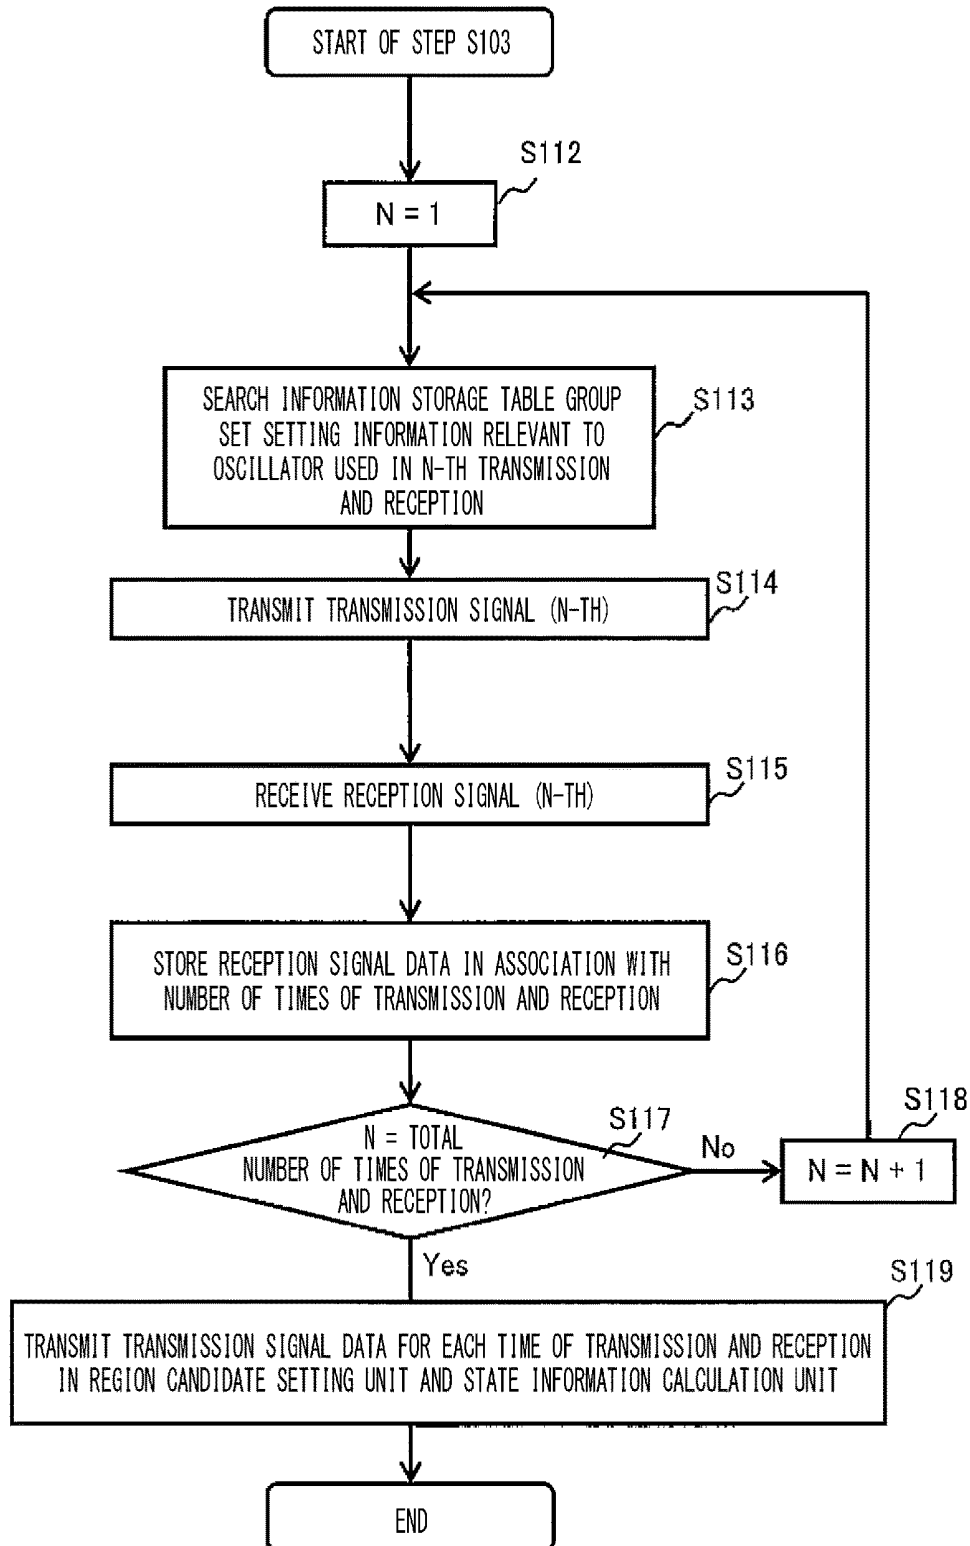 START OF STEP S103
S112
N = 1
S113
SEARCH INFORMATION STORAGE TABLE GROUP
SET SETTING INFORMATION RELEVANT TO
OSCILLATOR USED IN N-TH TRANSMISSION
AND RECEPTION
S114
TRANSMIT TRANSMISSION SIGNAL (N-TH)
S115
RECEIVE RECEPTION SIGNAL (N-TH)
S116
STORE RECEPTION SIGNAL DATA IN ASSOCIATION WITH
NUMBER OF TIMES OF TRANSMISSION AND RECEPTION
S117
N = TOTAL
NUMBER OF TIMES OF TRANSMISSION
AND RECEPTION?
No
S118
N = N + 1
Yes
S119
TRANSMIT TRANSMISSION SIGNAL DATA FOR EACH TIME OF TRANSMISSION AND RECEPTION
IN REGION CANDIDATE SETTING UNIT AND STATE INFORMATION CALCULATION UNIT
END